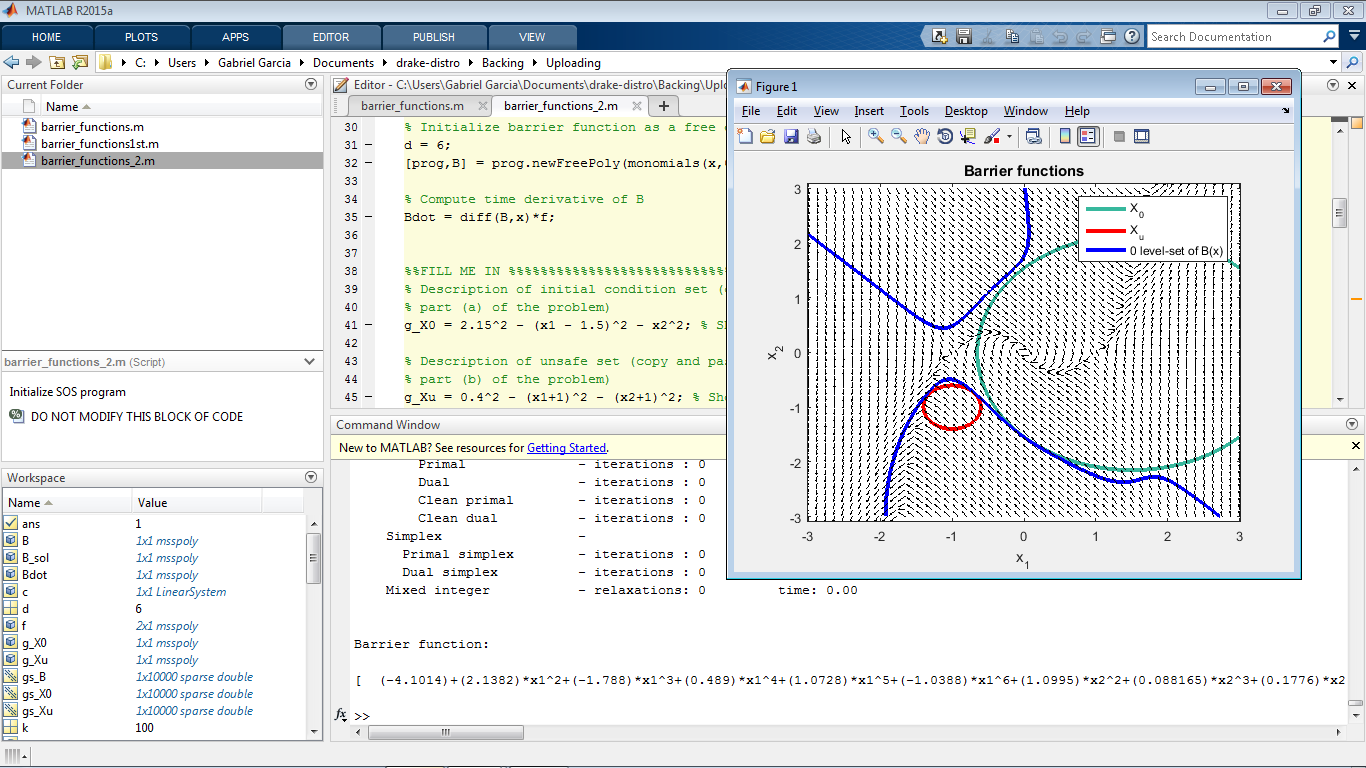 MATLAB R2015a
HOME PLOTS APPS EDITOR PUBLISH VIEW
Search Documentation
C: Users Gabriel Garcia Documents drake-distro Backing Uploading
Current Folder
Name
barrier_functions.m
barrier_functions1st.m
barrier_functions_2.m
barrier_functions_2.m (Script)
Initialize SOS program
DO NOT MODIFY THIS BLOCK OF CODE
Workspace
Name Value
ans 1
B 1x1 msspoly
B_sol 1x1 msspoly
Bdot 1x1 msspoly
c 1x1 LinearSystem
d 6
f 2x1 msspoly
g_X0 1x1 msspoly
g_Xu 1x1 msspoly
gs_B 1x10000 sparse double
gs_X0 1x10000 sparse double
gs_Xu 1x10000 sparse double
k 100
Editor - C:\Users\Gabriel Garcia\Documents\drake-distro\Backing\Uplo
barrier_functions.m barrier_functions_2.m
30 % Initialize barrier function as a free
31 d = 6;
32 [prog,B] = prog.newFreePoly(monomials(x,
33
34 % Compute time derivative of B
35 Bdot = diff(B,x)*f;
36
37
38 %%FILL ME IN %%%%%%%%%%%%%%%%%%%%%%%%%%%
39 % Description of initial condition set
40 % part (a) of the problem)
41 g_X0 = 2.15^2 - (x1 - 1.5)^2 - x2^2; %
42
43 % Description of unsafe set (copy and pa
44 % part (b) of the problem)
45 g_Xu = 0.4^2 - (x1+1)^2 - (x2+1)^2; % Sho
Command Window
New to MATLAB? See resources for Getting Started.
Primal - iterations : 0
Dual - iterations : 0
Clean primal - iterations : 0
Clean dual - iterations : 0
Simplex -
Primal simplex - iterations : 0
Dual simplex - iterations : 0
Mixed integer - relaxations: 0 time: 0.00
Barrier function:
[ (-4.1014)+(2.1382)*x1^2+(-1.788)*x1^3+(0.489)*x1^4+(1.0728)*x1^5+(-1.0388)*x1^6+(1.0995)*x2^2+(0.088165)*x2^3+(0.1776)*x2
fx >>
Figure 1
File Edit View Insert Tools Desktop Window Help
Barrier functions
X0
Xu
0 level-set of B(x)
3
2
1
0
-1
-2
-3
x2
-3 -2 -1 0 1 2 3
x1